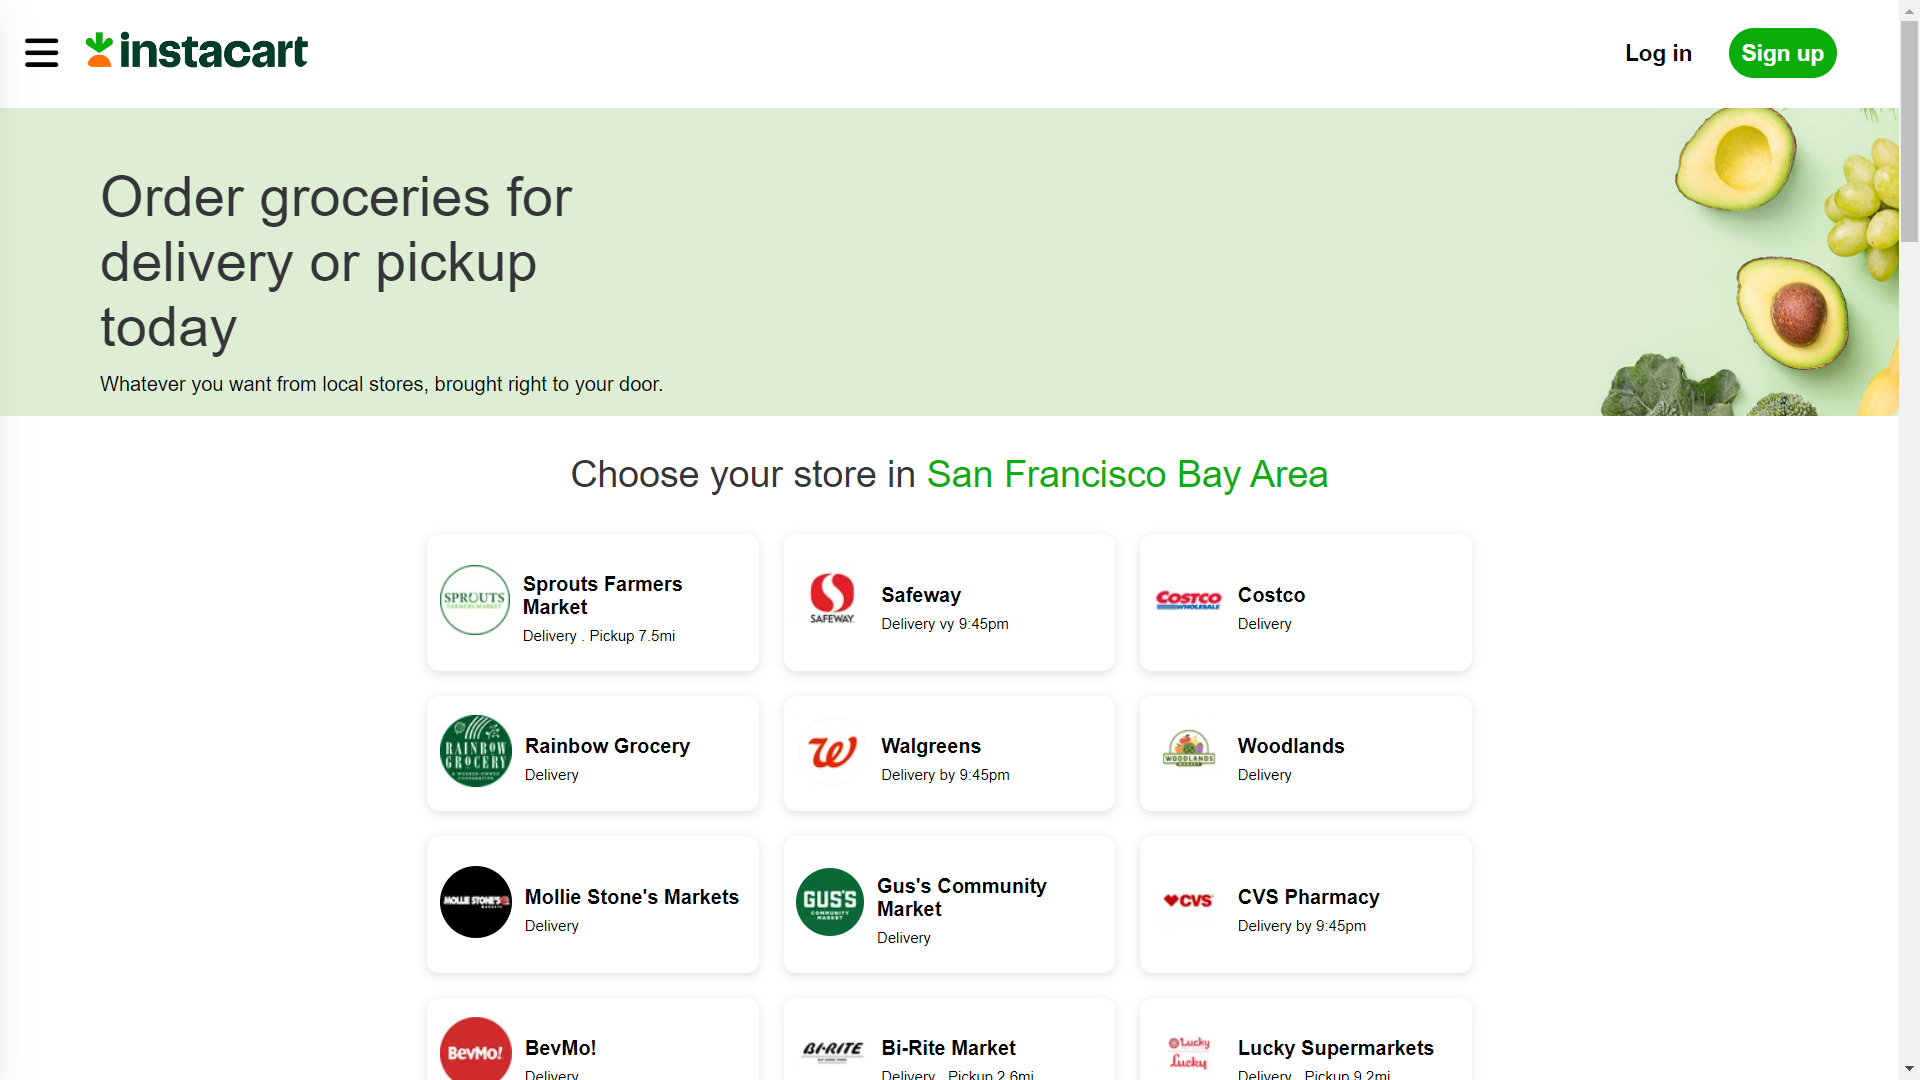 instacart
Log in
Sign up
Order groceries for
delivery or pickup
today
Whatever you want from local stores, brought right to your door.
Choose your store in San Francisco Bay Area
SPROUTS
FARMERS MARKET
Sprouts Farmers
Market
Delivery . Pickup 7.5mi
SAFEWAY
Safeway
Delivery vy 9:45pm
COSTCO
WHOLESALE
Costco
Delivery
RAINBOW
GROCERY
A WORKER-OWNED
COOPERATIVE
Rainbow Grocery
Delivery
W
Walgreens
Delivery by 9:45pm
WOODLANDS
MARKET
Woodlands
Delivery
MOLLIE STONE'S
MARKETS
Mollie Stone's Markets
Delivery
GUS'S
COMMUNITY
MARKET
Gus's Community
Market
Delivery
CVS
CVS Pharmacy
Delivery by 9:45pm
BevMo!
BevMo!
Delivery
BI-RITE
Bi-Rite Market
Delivery . Pickup 2.6mi
Lucky
Lucky
Lucky Supermarkets
Delivery . Pickup 9.2mi